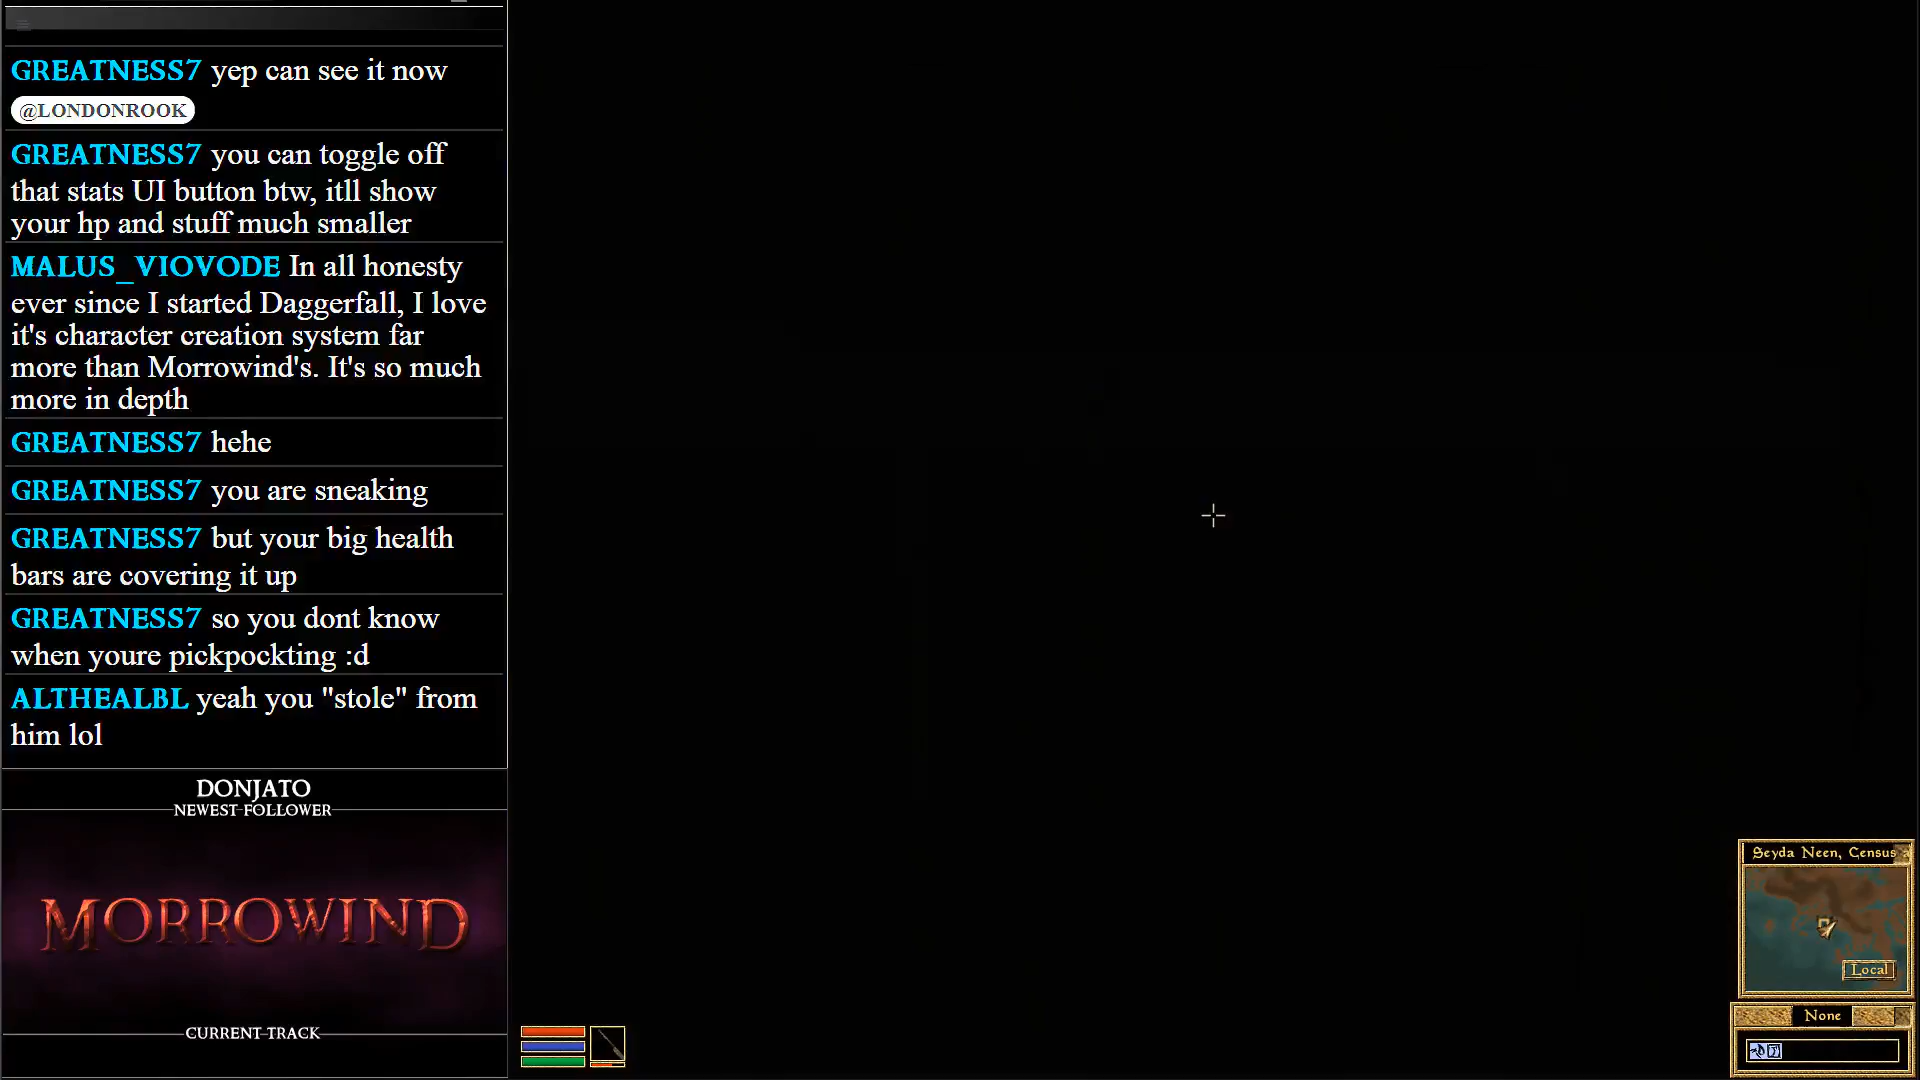 GREATNESS7 yep can see it now
@LONDONROOK
GREATNESS7 you can toggle off
that stats UI button btw, itll show
your hp and stuff much smaller
MALUS_VIOVODE In all honesty
ever since I started Daggerfall, I love
it's character creation system far
more than Morrowind's. It's so much
more in depth
GREATNESS7 hehe
GREATNESS7 you are sneaking
GREATNESS7 but your big health
bars are covering it up
GREATNESS7 so you dont know
when youre pickpockting :d
ALTHEALBL yeah you "stole" from
him lol
DONJATO
NEWEST FOLLOWER
MORROWIND
CURRENT TRACK
Seyda Neen, Census
Local
None